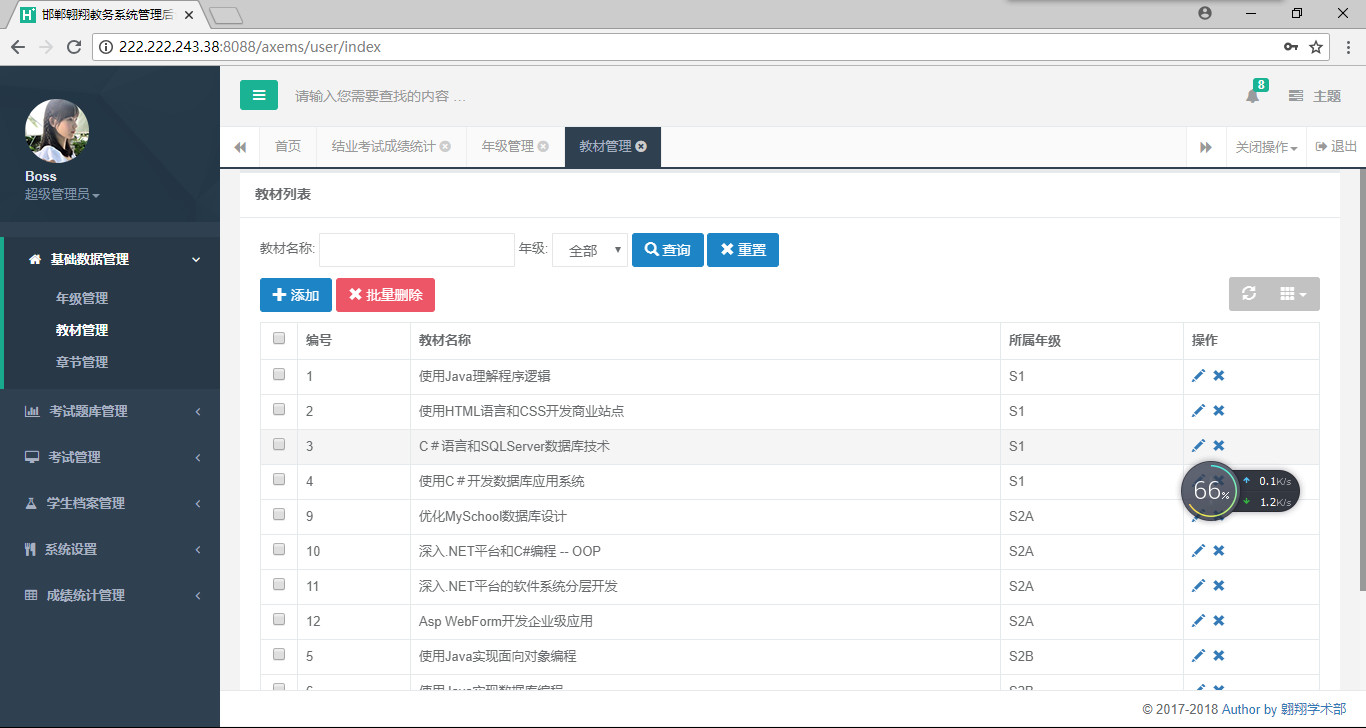 邯郸翱翔教务系统管理后
222.222.243.38:8088/axems/user/index
请输入您需要查找的内容 …
8
主题
首页 结业考试成绩统计 年级管理 教材管理 关闭操作 退出
Boss
超级管理员
基础数据管理
年级管理
教材管理
章节管理
考试题库管理
考试管理
学生档案管理
系统设置
成绩统计管理
教材列表
教材名称: 年级: 全部 查询 重置
添加 批量删除
编号 教材名称 所属年级 操作
1 使用Java理解程序逻辑 S1
2 使用HTML语言和CSS开发商业站点 S1
3 C＃语言和SQLServer数据库技术 S1
4 使用C＃开发数据库应用系统 S1
9 优化MySchool数据库设计 S2A
10 深入.NET平台和C#编程 -- OOP S2A
11 深入.NET平台的软件系统分层开发 S2A
12 Asp WebForm开发企业级应用 S2A
5 使用Java实现面向对象编程 S2B
6 使用Java实现数据库编程 S2B
66%
0.1K/s
1.2K/s
© 2017-2018 Author by 翱翔学术部